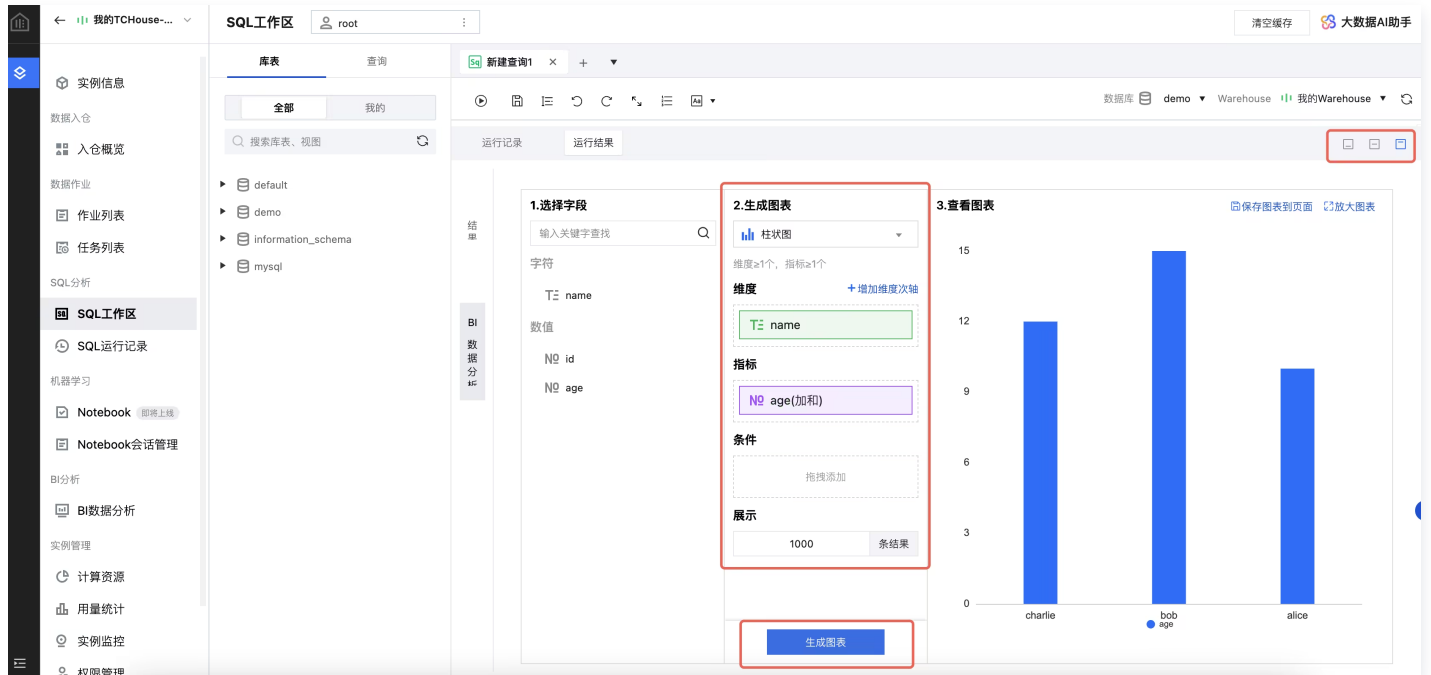 我的TCHouse-...
SQL工作区
root
清空缓存
大数据AI助手
实例信息
数据入仓
入仓概览
数据作业
作业列表
任务列表
SQL分析
SQL工作区
SQL运行记录
机器学习
Notebook 即将上线
Notebook会话管理
BI分析
BI数据分析
实例管理
计算资源
用量统计
实例监控
权限管理
库表
查询
全部
我的
搜索库表、视图
default
demo
information_schema
mysql
Sq 新建查询1
数据库 demo Warehouse 我的Warehouse
运行记录
运行结果
结果
BI
数
据
分
析
1.选择字段
输入关键字查找
字符
name
数值
No id
No age
2.生成图表
柱状图
维度≥1个，指标≥1个
维度
+增加维度次轴
name
指标
No age(加和)
条件
拖拽添加
展示
1000 条结果
生成图表
3.查看图表
保存图表到页面
放大图表
15
12
9
6
3
0
charlie
bob
alice
age